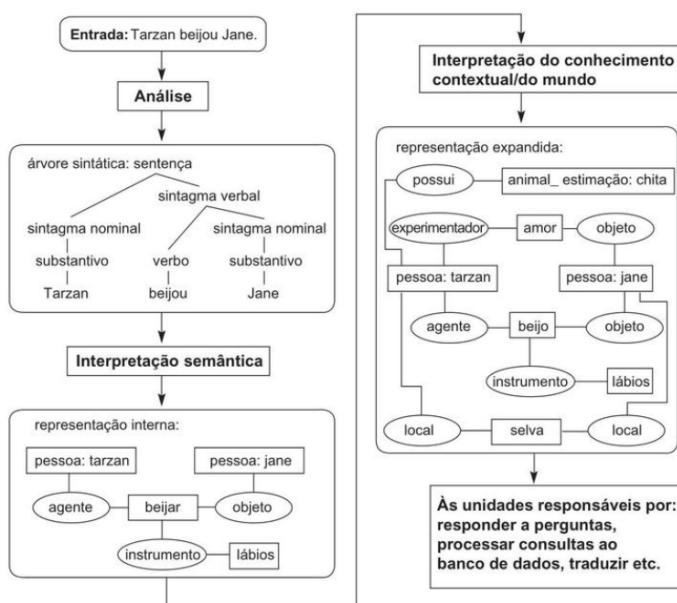 Entrada: Tarzan beijou Jane.
Análise
árvore sintática: sentença
sintagma verbal
sintagma nominal
sintagma nominal
substantivo
verbo
substantivo
Tarzan
beijou
Jane
Interpretação semântica
representação interna:
pessoa: tarzan
pessoa: jane
agente
beijar
objeto
instrumento
lábios
Interpretação do conhecimento
contextual/do mundo
representação expandida:
possui
animal_ estimação: chita
experimentador
amor
objeto
pessoa: tarzan
pessoa: jane
agente
beijo
objeto
instrumento
lábios
local
selva
local
Às unidades responsáveis por:
responder a perguntas,
processar consultas ao
banco de dados, traduzir etc.